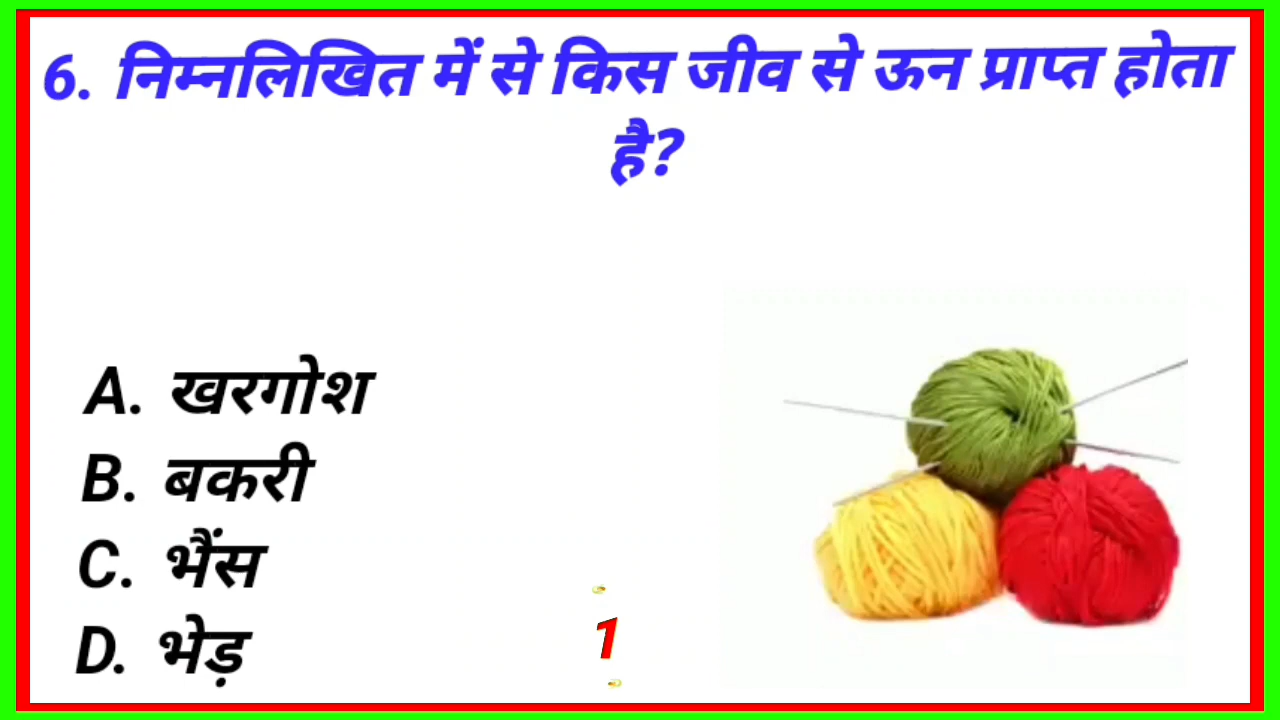 6. निम्नलिखित में से किस जीव से ऊन प्राप्त होता
है?
A. खरगोश
B. बकरी
C. भैंस
D. भेड़
1